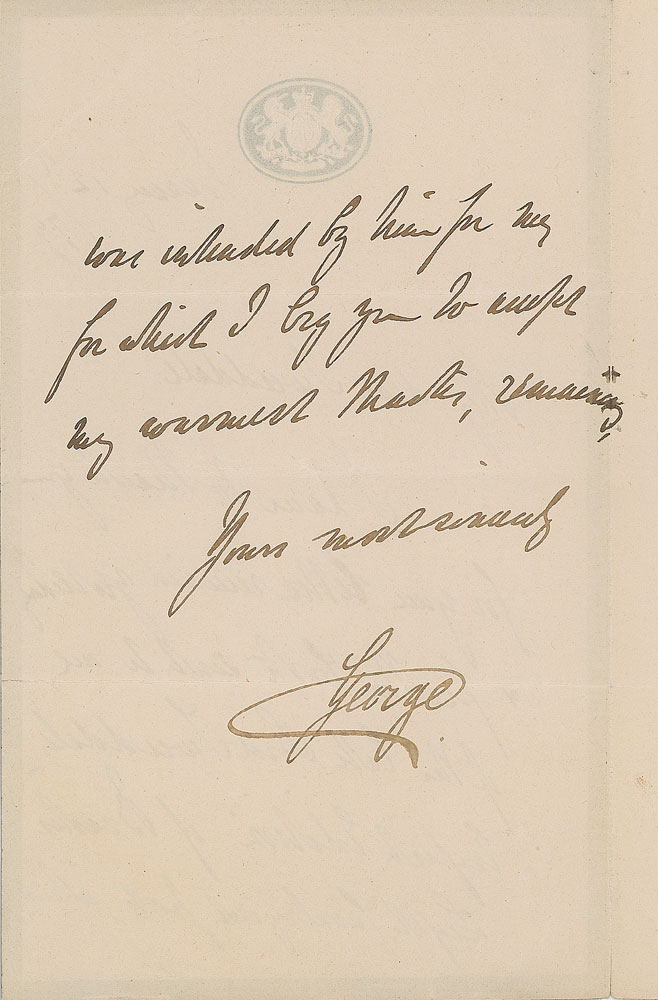 was intended by him for my
for which I beg you to accept
my warmest thanks, remaining,
Yours most sincerely
George